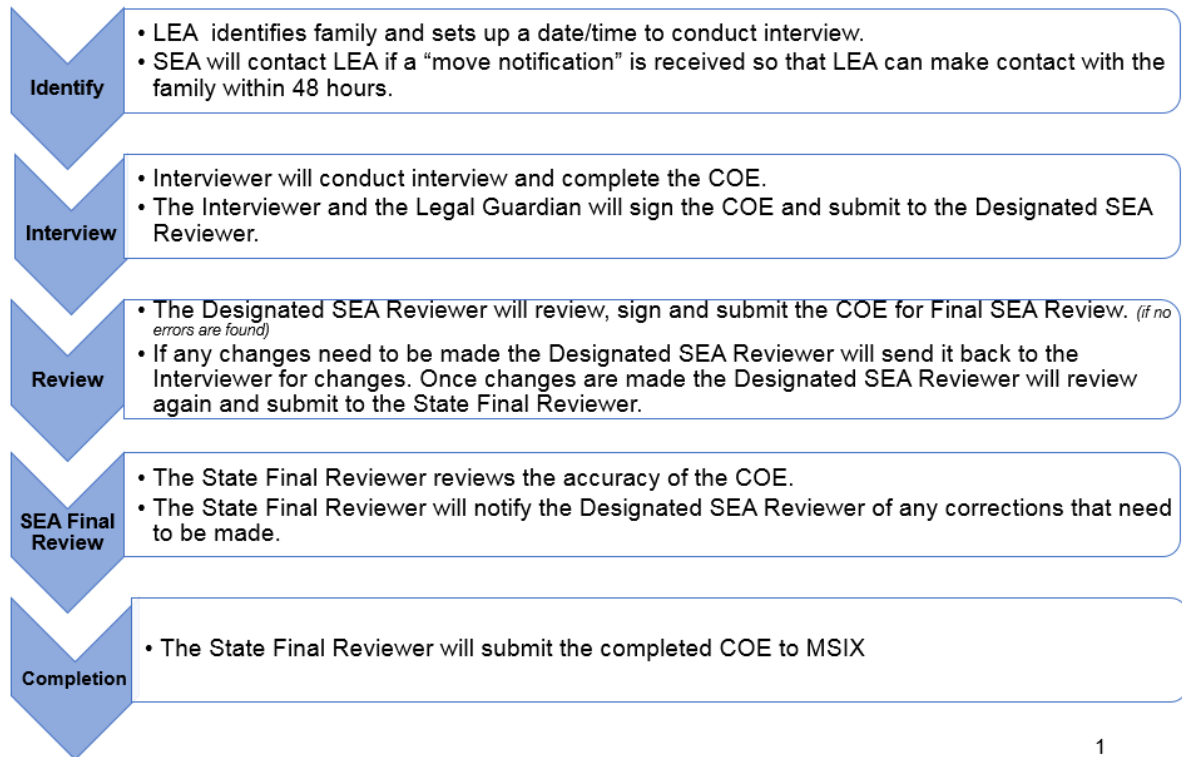 Identify
• LEA  identifies family and sets up a date/time to conduct interview.
• SEA will contact LEA if a “move notification” is received so that LEA can make contact with the
family within 48 hours.
Interview
• Interviewer will conduct interview and complete the COE.
• The Interviewer and the Legal Guardian will sign the COE and submit to the Designated SEA
Reviewer.
Review
• The Designated SEA Reviewer will review, sign and submit the COE for Final SEA Review. (if no
errors are found)
• If any changes need to be made the Designated SEA Reviewer will send it back to the
Interviewer for changes. Once changes are made the Designated SEA Reviewer will review
again and submit to the State Final Reviewer.
SEA Final
Review
• The State Final Reviewer reviews the accuracy of the COE.
• The State Final Reviewer will notify the Designated SEA Reviewer of any corrections that need
to be made.
Completion
• The State Final Reviewer will submit the completed COE to MSIX
1